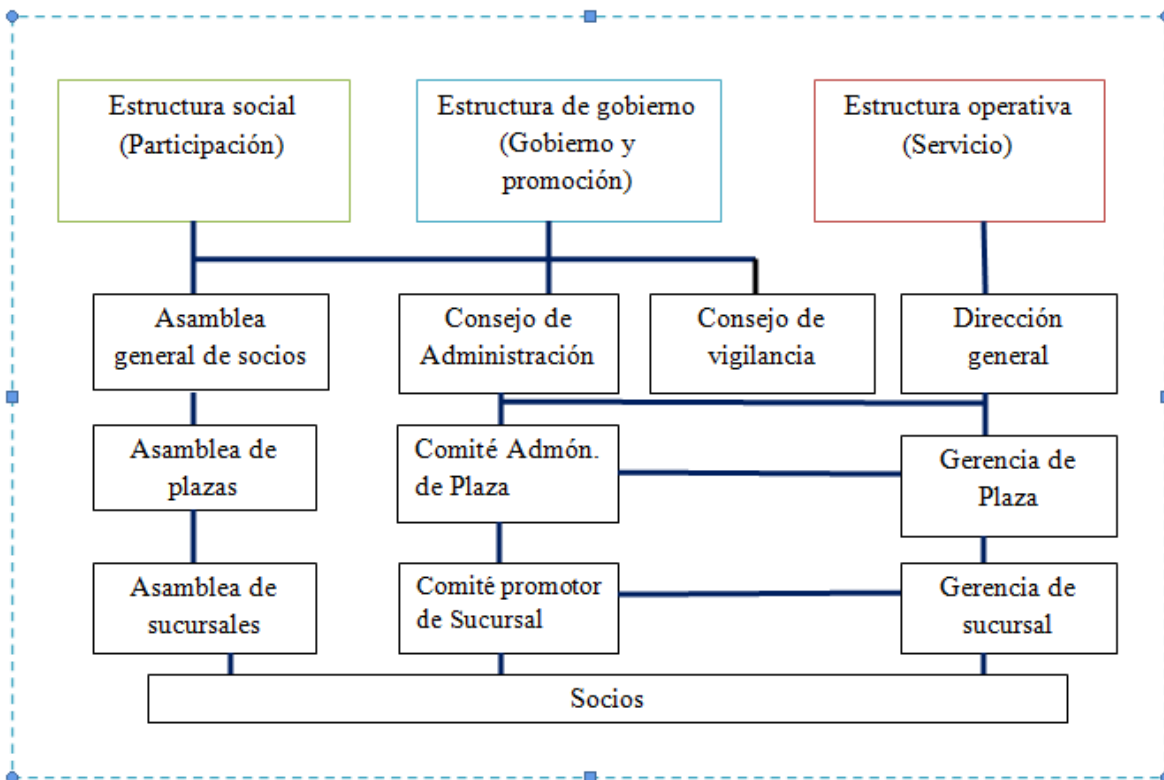 Estructura social
(Participación)
Estructura de gobierno
(Gobierno y
promoción)
Estructura operativa
(Servicio)
Asamblea
general de socios
Consejo de
Administración
Consejo de
vigilancia
Dirección
general
Asamblea de
plazas
Comité Admón.
de Plaza
Gerencia de
Plaza
Asamblea de
sucursales
Comité promotor
de Sucursal
Gerencia de
sucursal
Socios